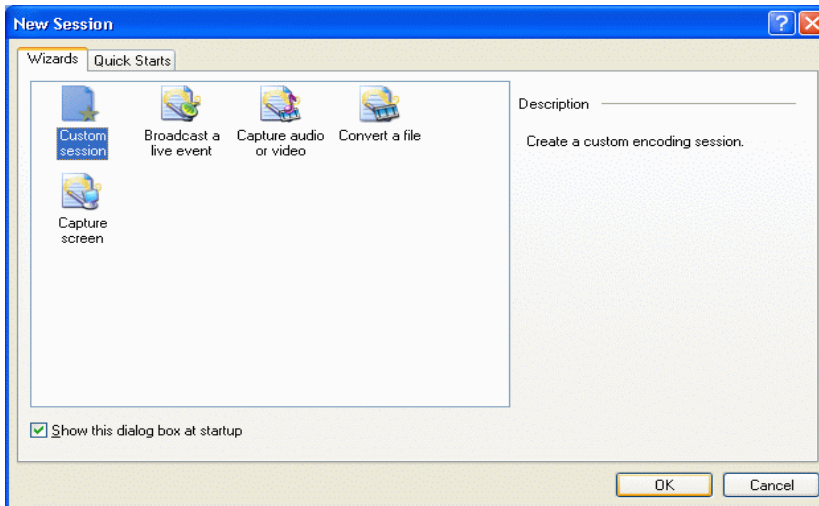 New Session
?
Wizards
Quick Starts
Custom session
Broadcast a live event
Capture audio or video
Convert a file
Capture screen
Description
Create a custom encoding session.
Show this dialog box at startup
OK
Cancel